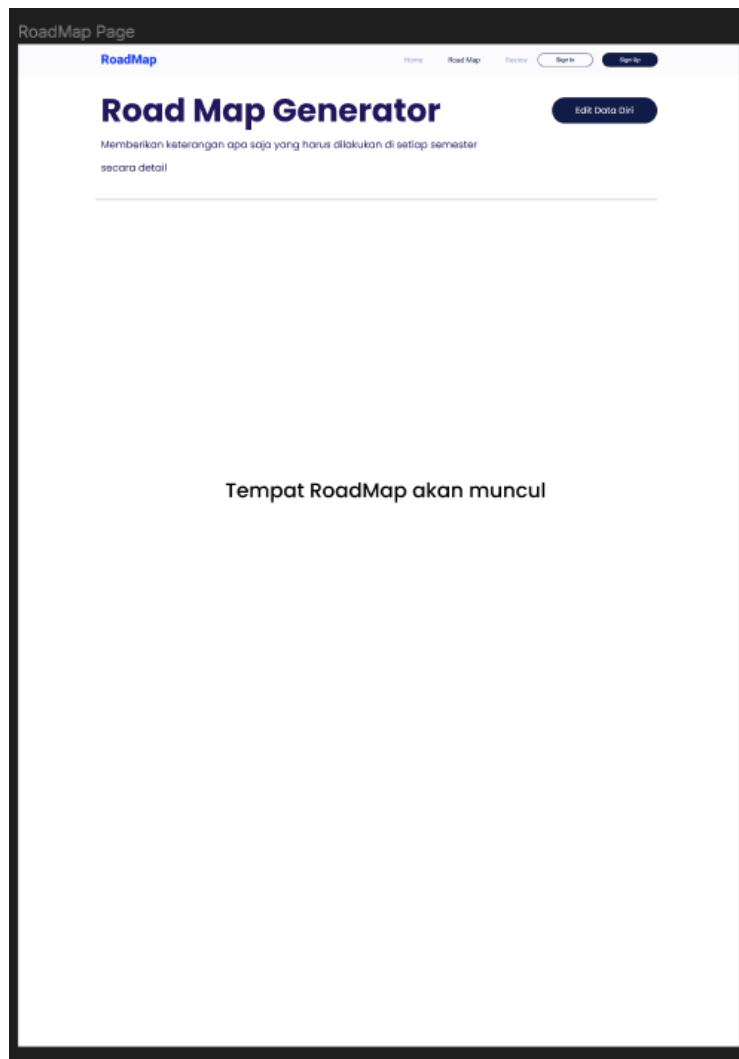 RoadMap Page
RoadMap
Home Road Map Review Sign In Sign Up
Road Map Generator
Edit Data Diri
Memberikan keterangan apa saja yang harus dilakukan di setiap semester
secara detail
Tempat RoadMap akan muncul